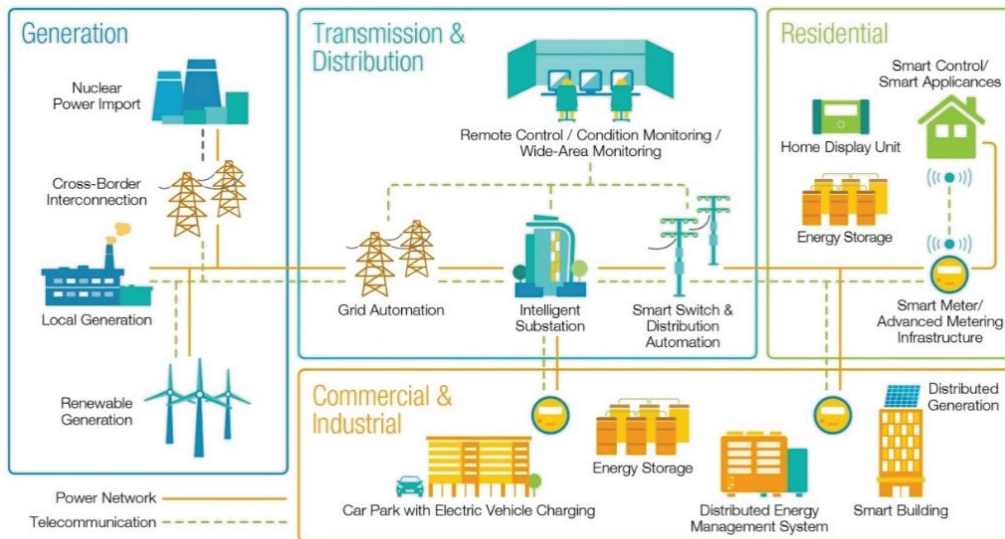 Generation
Nuclear
Power Import
Cross-Border
Interconnection
Local Generation
Renewable
Generation
Power Network
Telecommunication
Transmission &
Distribution
Remote Control / Condition Monitoring /
Wide-Area Monitoring
Grid Automation
Intelligent
Substation
Smart Switch &
Distribution
Automation
Residential
Smart Control/
Smart Applicances
Home Display Unit
Energy Storage
Smart Meter/
Advanced Metering
Infrastructure
Commercial &
Industrial
Car Park with Electric Vehicle Charging
Energy Storage
Distributed Energy
Management System
Distributed
Generation
Smart Building